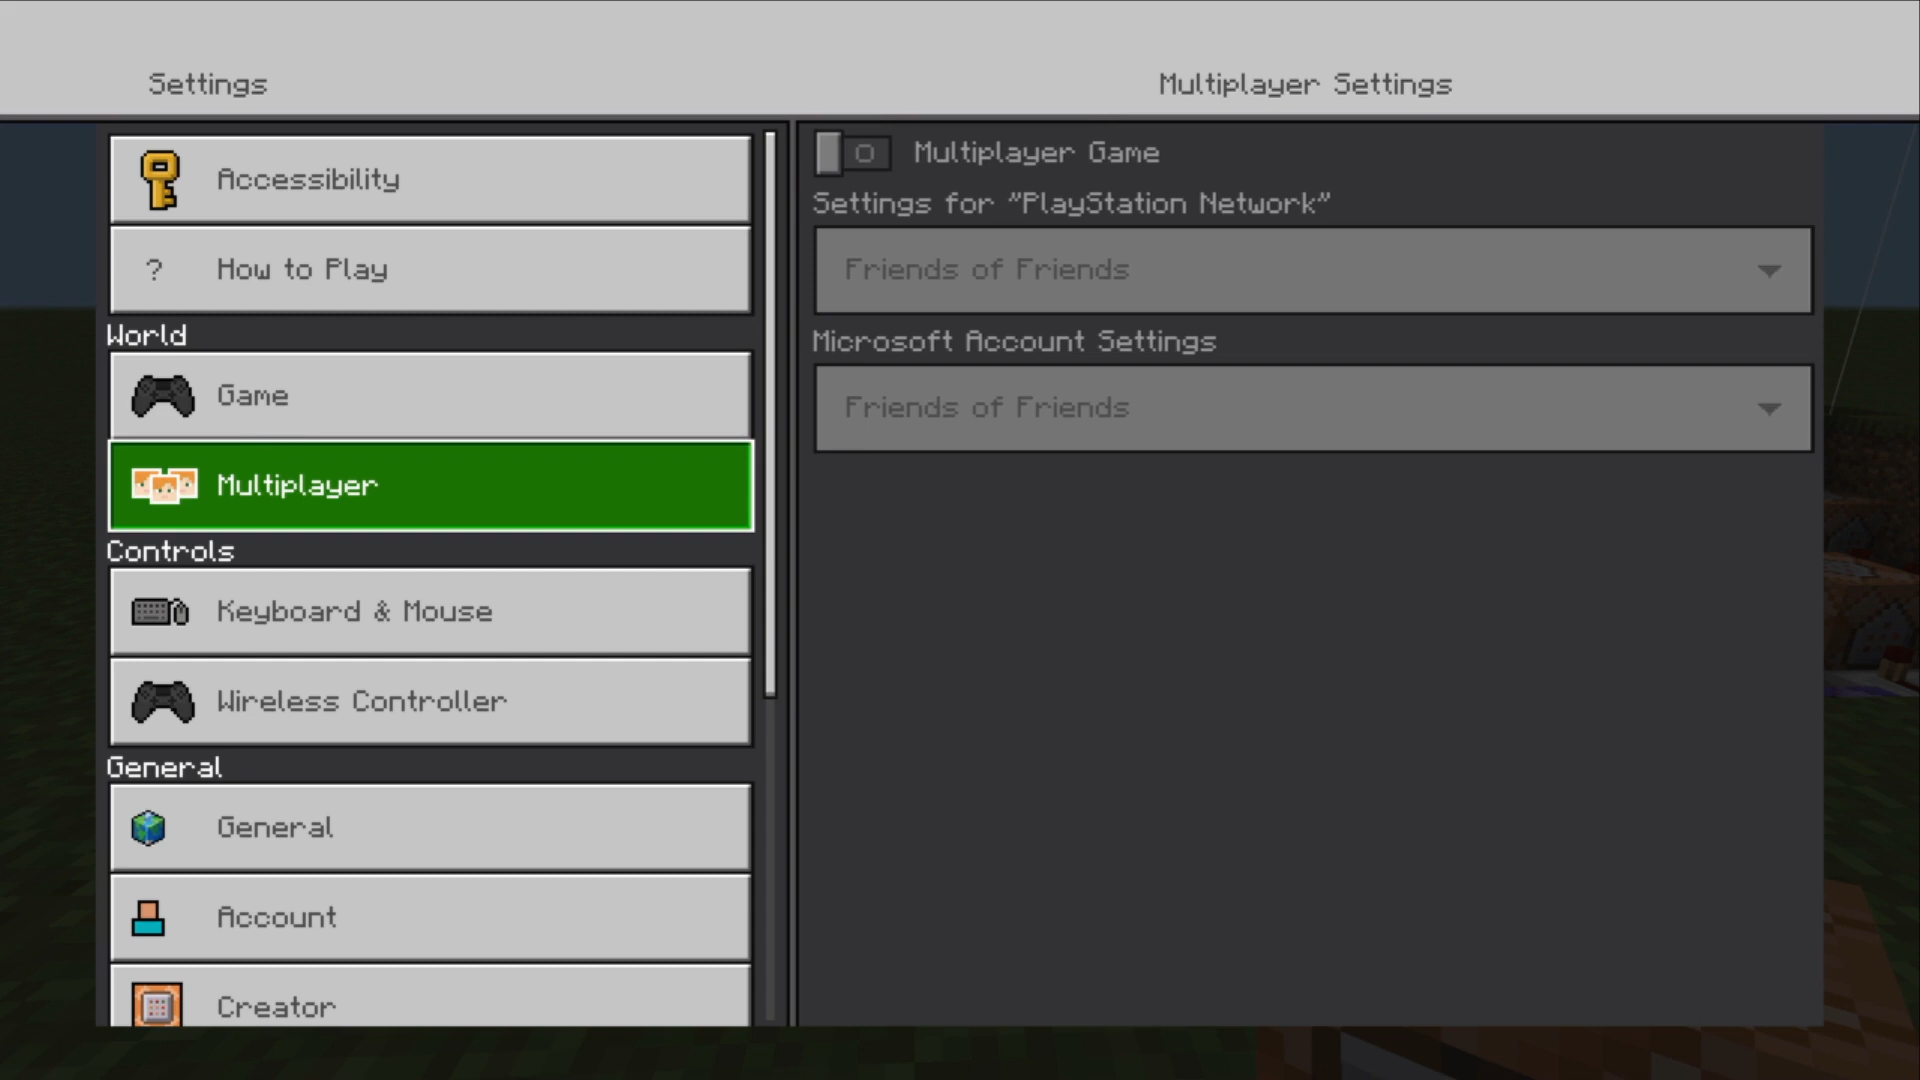 Settings
Multiplayer Settings
Accessibility
? How to Play
World
Game
Multiplayer
Controls
Keyboard & Mouse
Wireless Controller
General
General
Account
Creator
Multiplayer Game
Settings for "PlayStation Network"
Friends of Friends
Microsoft Account Settings
Friends of Friends